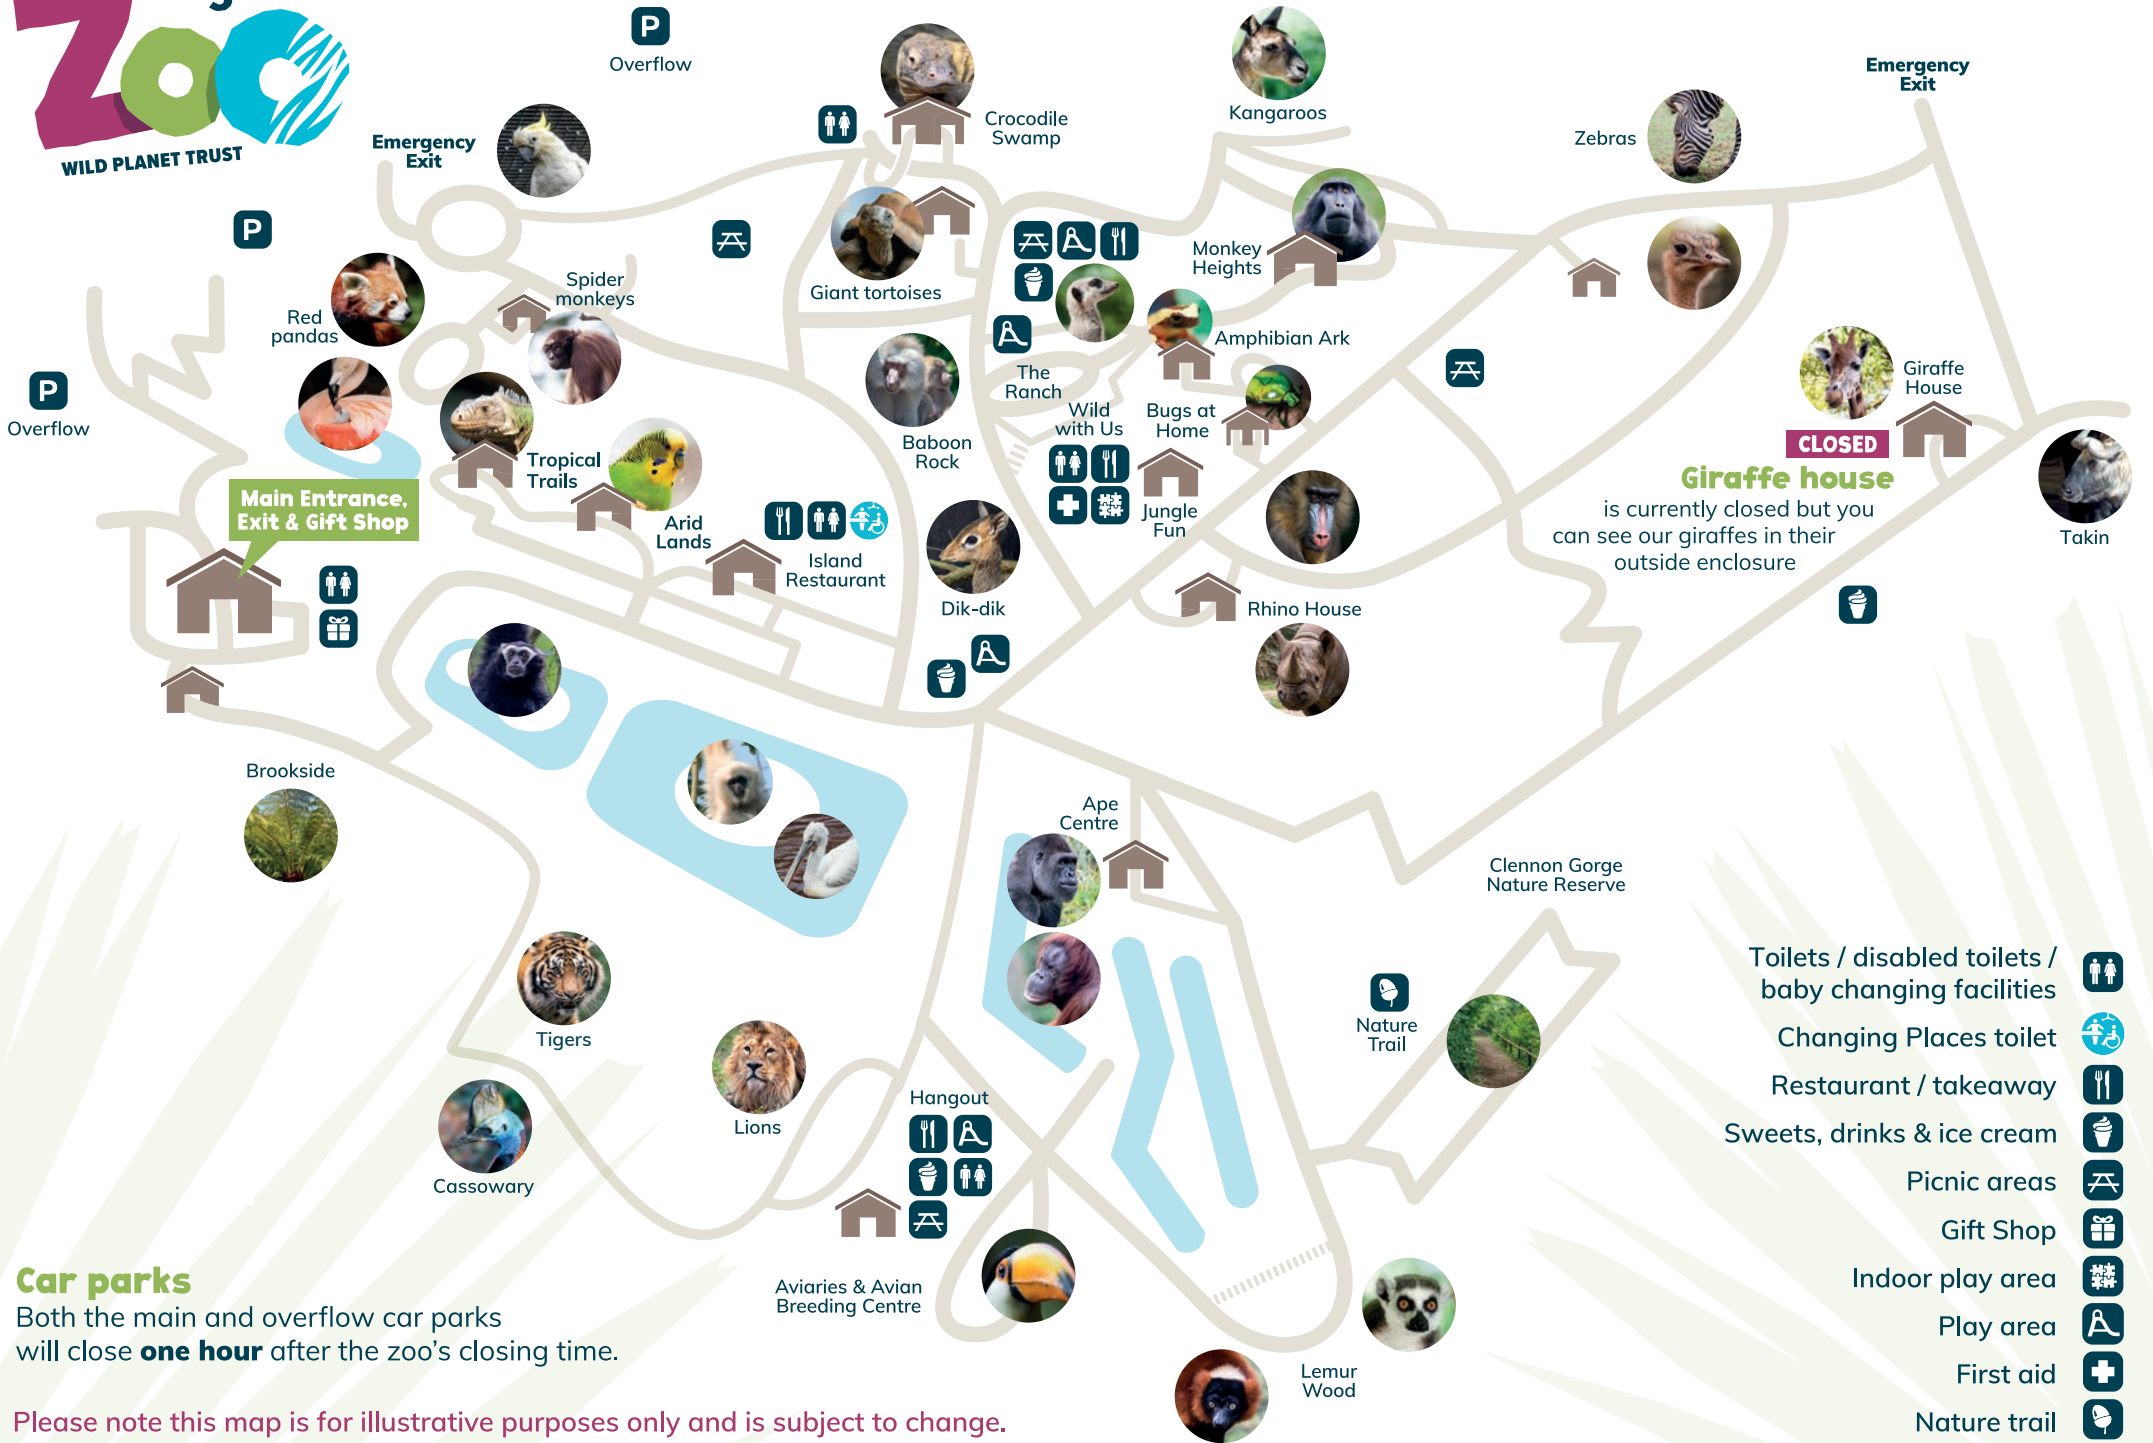 Zoo
WILD PLANET TRUST
P
Overflow
Emergency
Exit
Crocodile
Swamp
Kangaroos
Emergency
Exit
Zebras
P
Red
pandas
Spider
monkeys
Giant tortoises
Monkey
Heights
Amphibian Ark
P
Overflow
The
Ranch
Baboon
Rock
Wild
with Us
Bugs at
Home
Giraffe
House
CLOSED
Giraffe house
is currently closed but you
can see our giraffes in their
outside enclosure
Takin
Tropical
Trails
Arid
Lands
Main Entrance,
Exit & Gift Shop
Island
Restaurant
Jungle
Fun
Dik-dik
Rhino House
Brookside
Ape
Centre
Clennon Gorge
Nature Reserve
Nature
Trail
Tigers
Lions
Hangout
Cassowary
Aviaries & Avian
Breeding Centre
Lemur
Wood
Toilets / disabled toilets /
baby changing facilities
Changing Places toilet
Restaurant / takeaway
Sweets, drinks & ice cream
Picnic areas
Gift Shop
Indoor play area
Play area
First aid
Nature trail
Car parks
Both the main and overflow car parks
will close one hour after the zoo's closing time.
Please note this map is for illustrative purposes only and is subject to change.